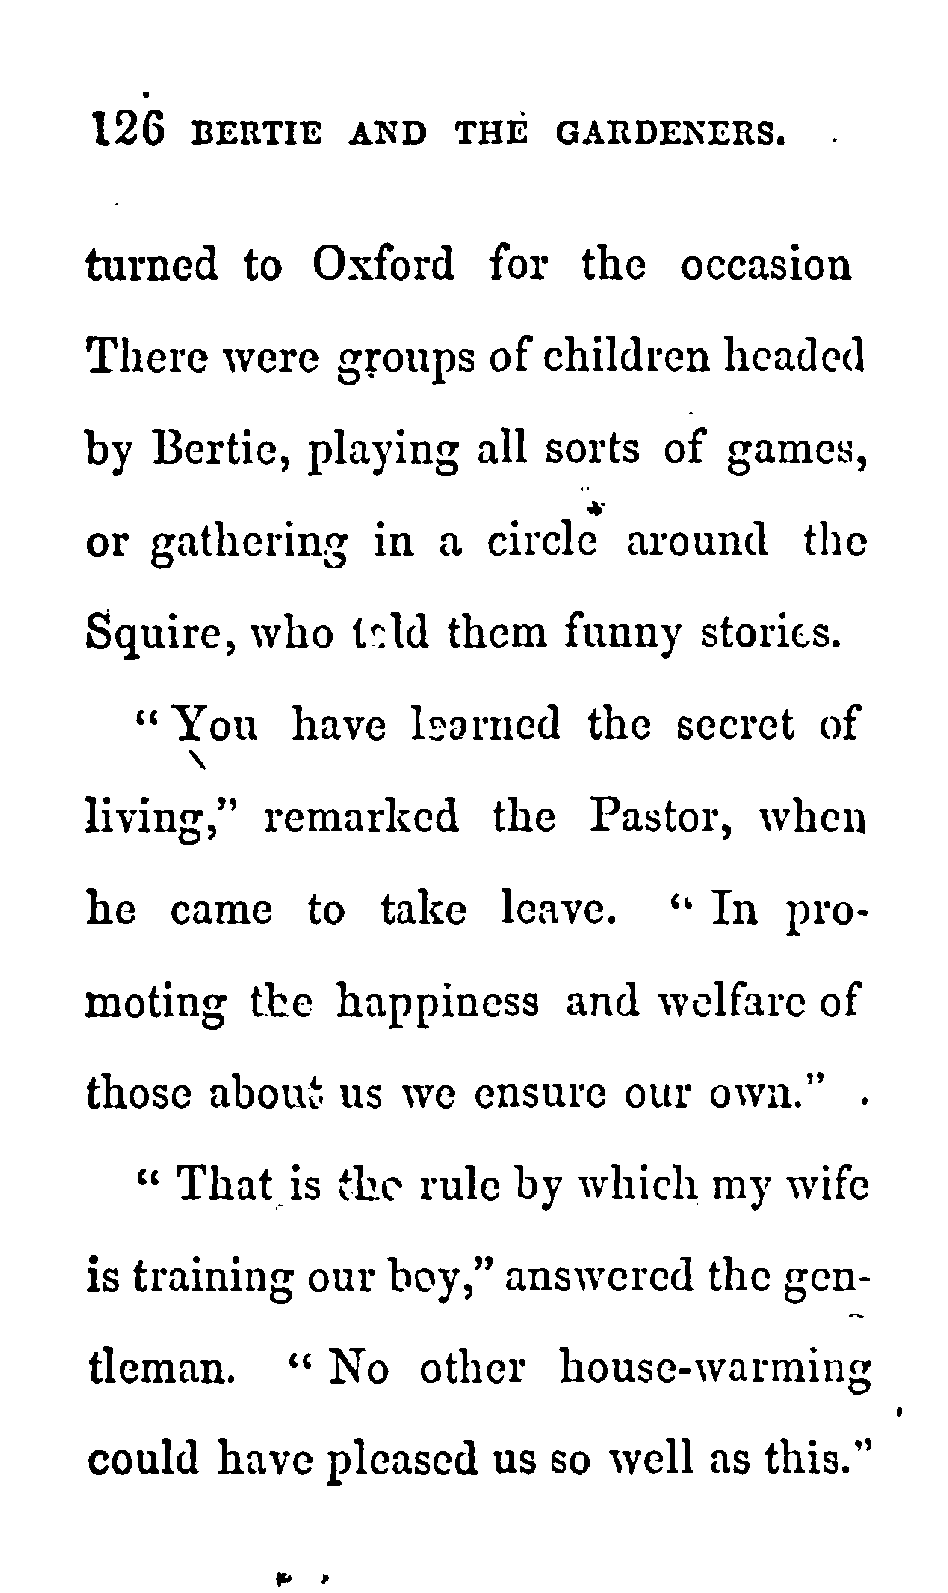 126 BERTIE AND THE GARDENERS.
turned to Oxford for the occasion
There were groups of children headed
by Bertie, playing all sorts of games,
or gathering in a circle around the
Squire, who told them funny stories.
“ You have learned the secret of
living,” remarked the Pastor, when
he came to take leave. “ In pro-
moting the happiness and welfare of
those about us we ensure our own.”
“ That is the rule by which my wife
is training our boy,” answered the gen-
tleman. “ No other house-warming
could have pleased us so well as this.”